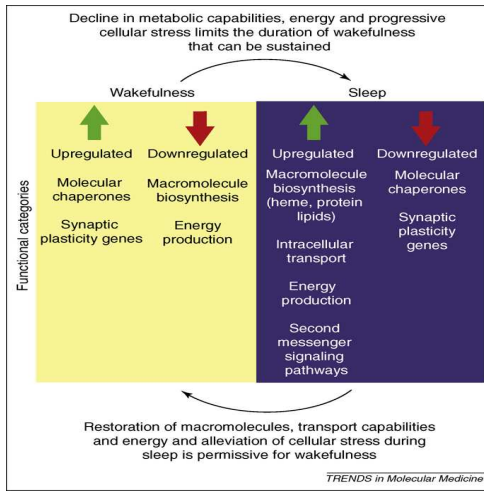 Decline in metabolic capabilities, energy and progressive
cellular stress limits the duration of wakefulness
that can be sustained
Wakefulness
Sleep
Functional categories
Upregulated
Molecular
chaperones
Synaptic
plasticity genes
Downregulated
Macromolecule
biosynthesis
Energy
production
Upregulated
Macromolecule
biosynthesis
(heme, protein
lipids)
Intracellular
transport
Energy
production
Second
messenger
signaling
pathways
Downregulated
Molecular
chaperones
Synaptic
plasticity
genes
Restoration of macromolecules, transport capabilities
and energy and alleviation of cellular stress during
sleep is permissive for wakefulness
TRENDS in Molecular Medicine